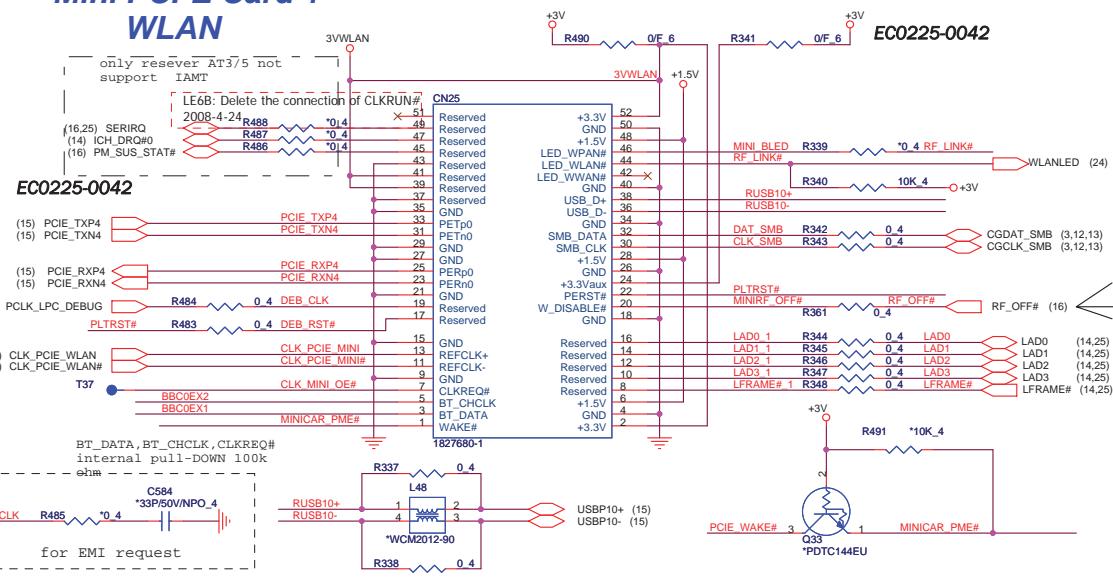 WLAN
EC0225-0042
+3V
R490 0/F_6
R341 0/F_6
+3V
3VWLAN
3VWLAN
+1.5V
only resever AT3/5 not
support IAMT
LE6B: Delete the connection of CLKRUN#
2008-4-24
(16,25) SERIRQ R488 *0_4
(14) ICH_DRQ#0 R487 *0_4
(16) PM_SUS_STAT# R486 *0_4
EC0225-0042
CN25
51 Reserved +3.3V 52
49 Reserved GND 50
47 Reserved +1.5V 48
45 Reserved LED_WPAN# 46 MINI_BLED R339 *0_4 RF_LINK#
43 Reserved LED_WLAN# 44 RF_LINK# WLANLED (24)
41 Reserved LED_WWAN# 42
39 Reserved GND 40 R340 10K_4 +3V
37 Reserved USB_D+ 38 RUSB10+
35 GND USB_D- 36 RUSB10-
(15) PCIE_TXP4 PCIE_TXP4 33 PETp0 GND 34
(15) PCIE_TXN4 PCIE_TXN4 31 PETn0 SMB_DATA 32 DAT_SMB R342 0_4 CGDAT_SMB (3,12,13)
29 GND SMB_CLK 30 CLK_SMB R343 0_4 CGCLK_SMB (3,12,13)
27 GND +1.5V 28
(15) PCIE_RXP4 PCIE_RXP4 25 PERp0 GND 26
(15) PCIE_RXN4 PCIE_RXN4 23 PERn0 +3.3Vaux 24
21 GND PERST# 22 PLTRST#
PCLK_LPC_DEBUG R484 0_4 DEB_CLK 19 Reserved W_DISABLE# 20 MINIRF_OFF# R361 0_4 RF_OFF# RF_OFF# (16)
PLTRST# R483 0_4 DEB_RST# 17 Reserved GND 18
15 GND Reserved 16 LAD0_1 R344 0_4 LAD0 LAD0 (14,25)
CLK_PCIE_WLAN CLK_PCIE_MINI 13 REFCLK+ Reserved 14 LAD1_1 R345 0_4 LAD1 LAD1 (14,25)
CLK_PCIE_WLAN# CLK_PCIE_MINI# 11 REFCLK- Reserved 12 LAD2_1 R346 0_4 LAD2 LAD2 (14,25)
9 GND Reserved 10 LAD3_1 R347 0_4 LAD3 LAD3 (14,25)
T37 CLK_MINI_OE# 7 CLKREQ# Reserved 8 LFRAME#_1 R348 0_4 LFRAME# LFRAME# (14,25)
BBC0EX2 5 BT_CHCLK +1.5V 6
BBC0EX1 3 BT_DATA GND 4
MINICAR_PME# 1 WAKE# +3.3V 2
1827680-1
BT_DATA,BT_CHCLK,CLKREQ#
internal pull-DOWN 100k
ohm
CLK R485 *0_4
C584
*33P/50V/NPO_4
for EMI request
R337 0_4
L48
RUSB10+ 1 2 USBP10+ (15)
RUSB10- 4 3 USBP10- (15)
*WCM2012-90
R338 0_4
+3V
R491 *10K_4
2
PCIE_WAKE# 3 1 MINICAR_PME#
Q33
*PDTC144EU